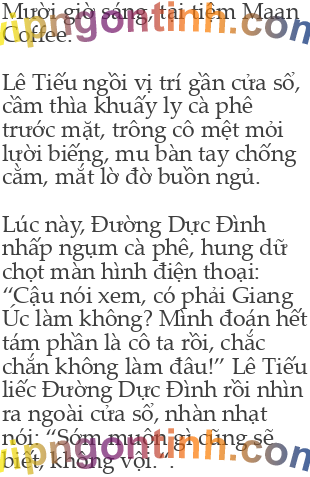 Mười giờ sáng, tại tiệm Maan
Coffee.
Lê Tiếu ngồi vị trí gần cửa sổ,
cầm thìa khuấy ly cà phê
trước mặt, trông cô mệt mỏi
lười biếng, mu bàn tay chống
cằm, mắt lờ đờ buồn ngủ.
Lúc này, Đường Dực Đình
nhấp ngụm cà phê, hung dữ
chọt màn hình điện thoại:
“Cậu nói xem, có phải Giang
Úc làm không? Mình đoán hết
tám phần là cô ta rồi, chắc
chắn không làm đâu!” Lê Tiếu
liếc Đường Dực Đình rồi nhìn
ra ngoài cửa sổ, nhàn nhạt
nói: “Sớm muộn gì cũng sẽ
biết, không vội.”.
vipngontinh.com
vipngontinh.com